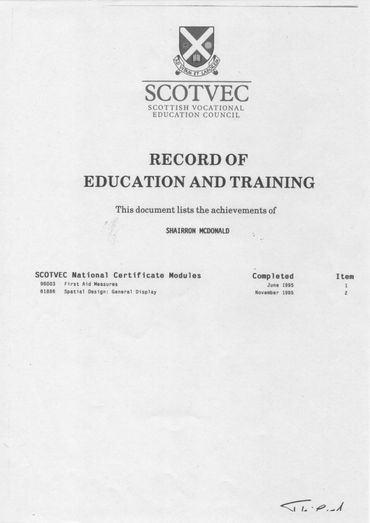 SCOTVEC
SCOTTISH VOCATIONAL
EDUCATION COUNCIL
RECORD OF
EDUCATION AND TRAINING
This document lists the achievements of
SHAIRRON MCDONALD
SCOTVEC National Certificate Modules Completed Item
96003 First Aid Measures June 1995 1
81886 Spatial Design: General Display November 1995 2